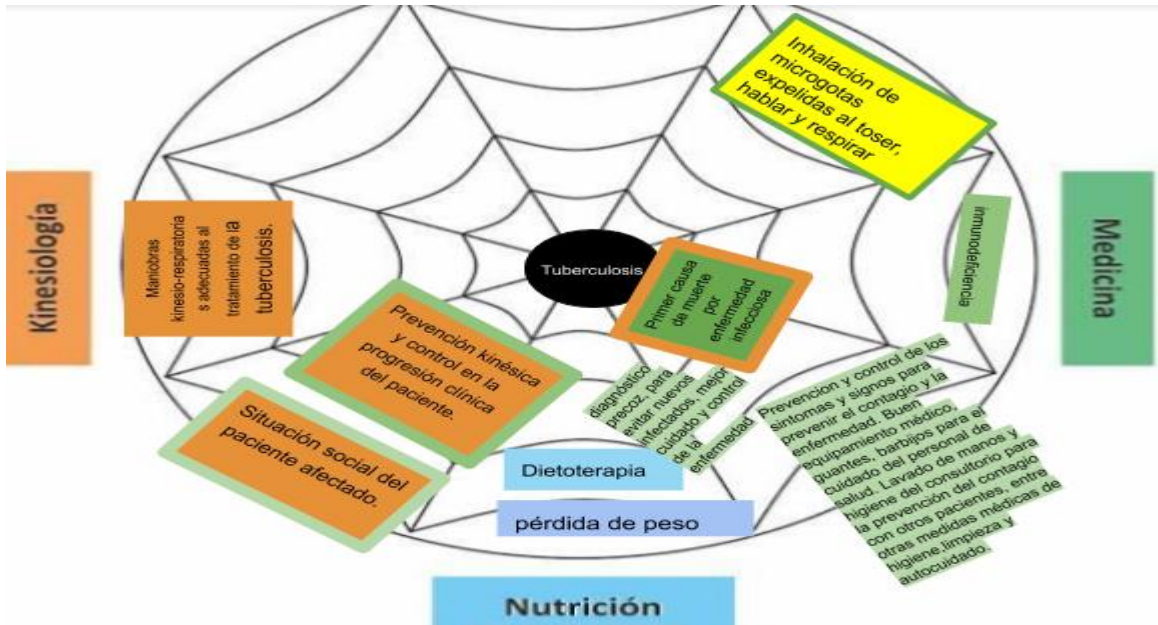 Inhalación de
microgotas
expelidas al toser,
hablar y respirar
Kinesiología
Maniobras
kinesio-respiratoria
s adecuadas al
tratamiento de la
tuberculosis.
Tuberculosis
Primer causa
de muerte
por
enfermedad
infecciosa
inmunodeficiencia
Medicina
Prevención kinésica
y control en la
progresión clínica
del paciente.
Situación social del
paciente afectado.
diagnóstico
precoz, para
evitar nuevos
infectados, mejor
cuidado y control
de la
enfermedad
Prevencion y control de los
sintomas y signos para
prevenir el contagio y la
enfermedad. Buen
equipamiento médico,
guantes, barbijos para el
cuidado del personal de
salud. Lavado de manos y
higiene del consultorio para
la prevención del contagio
con otros pacientes, entre
otras medidas médicas de
higiene,limpieza y
autocuidado.
Dietoterapia
pérdida de peso
Nutrición